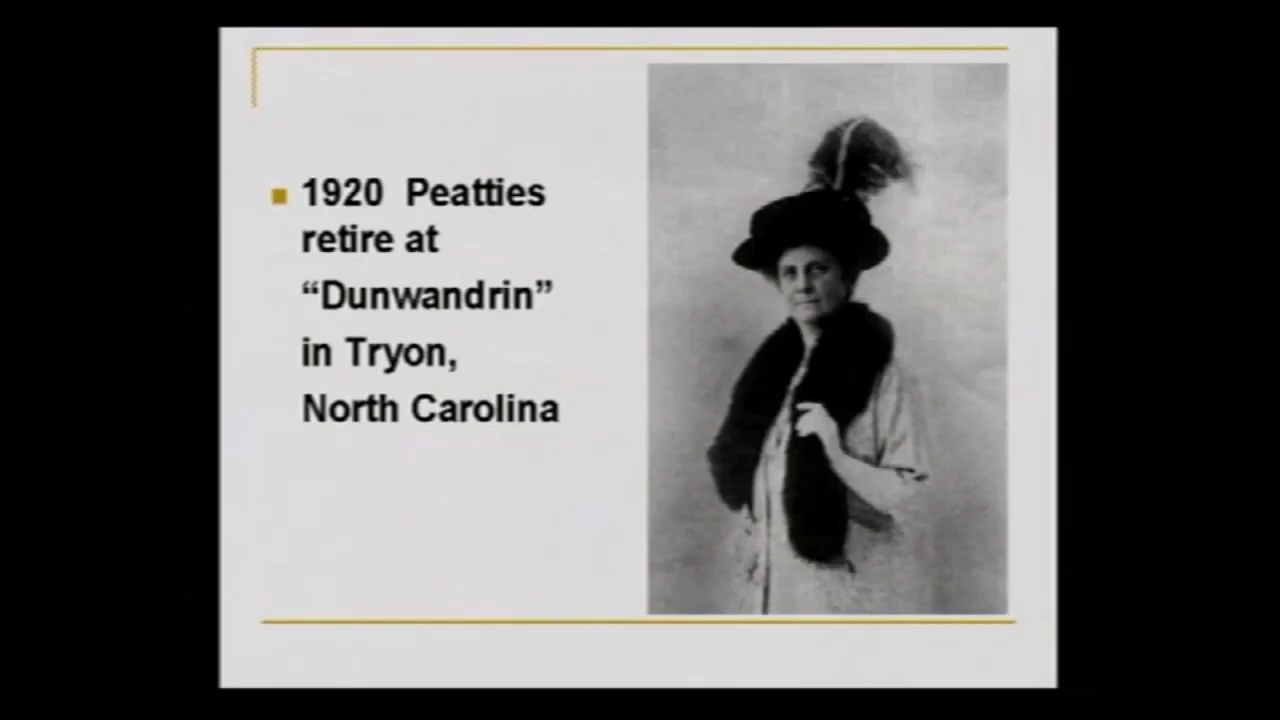 1920 Peatties
retire at
“Dunwandrin”
in Tryon,
North Carolina